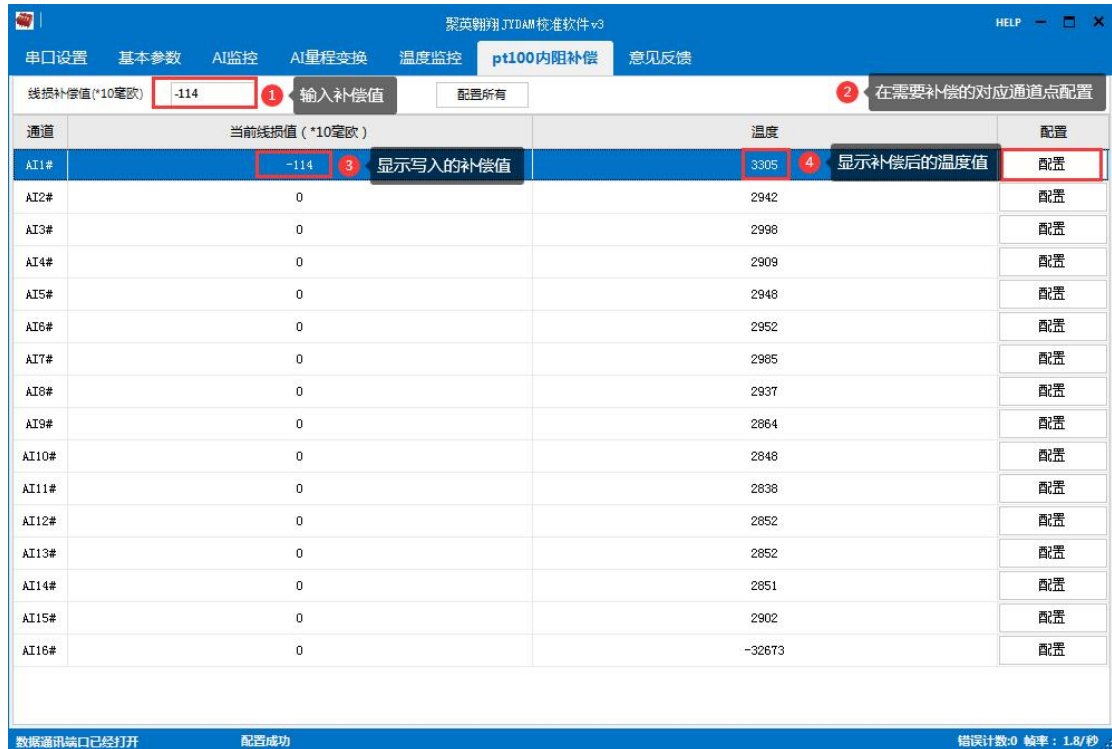 聚英翱翔JYDAM校准软件v3 HELP
串口设置 基本参数 AI监控 AI量程变换 温度监控 pt100内阻补偿 意见反馈
线损补偿值(*10毫欧) -114 1 输入补偿值 配置所有 2 在需要补偿的对应通道点配置
通道 当前线损值(*10毫欧) 温度 配置
AI1# -114 3 显示写入的补偿值 3305 4 显示补偿后的温度值 配置
AI2# 0 2942 配置
AI3# 0 2998 配置
AI4# 0 2909 配置
AI5# 0 2948 配置
AI6# 0 2952 配置
AI7# 0 2985 配置
AI8# 0 2937 配置
AI9# 0 2864 配置
AI10# 0 2848 配置
AI11# 0 2838 配置
AI12# 0 2852 配置
AI13# 0 2852 配置
AI14# 0 2851 配置
AI15# 0 2902 配置
AI16# 0 -32673 配置
数据通讯端口已经打开 配置成功 错误计数:0 帧率：1.8/秒